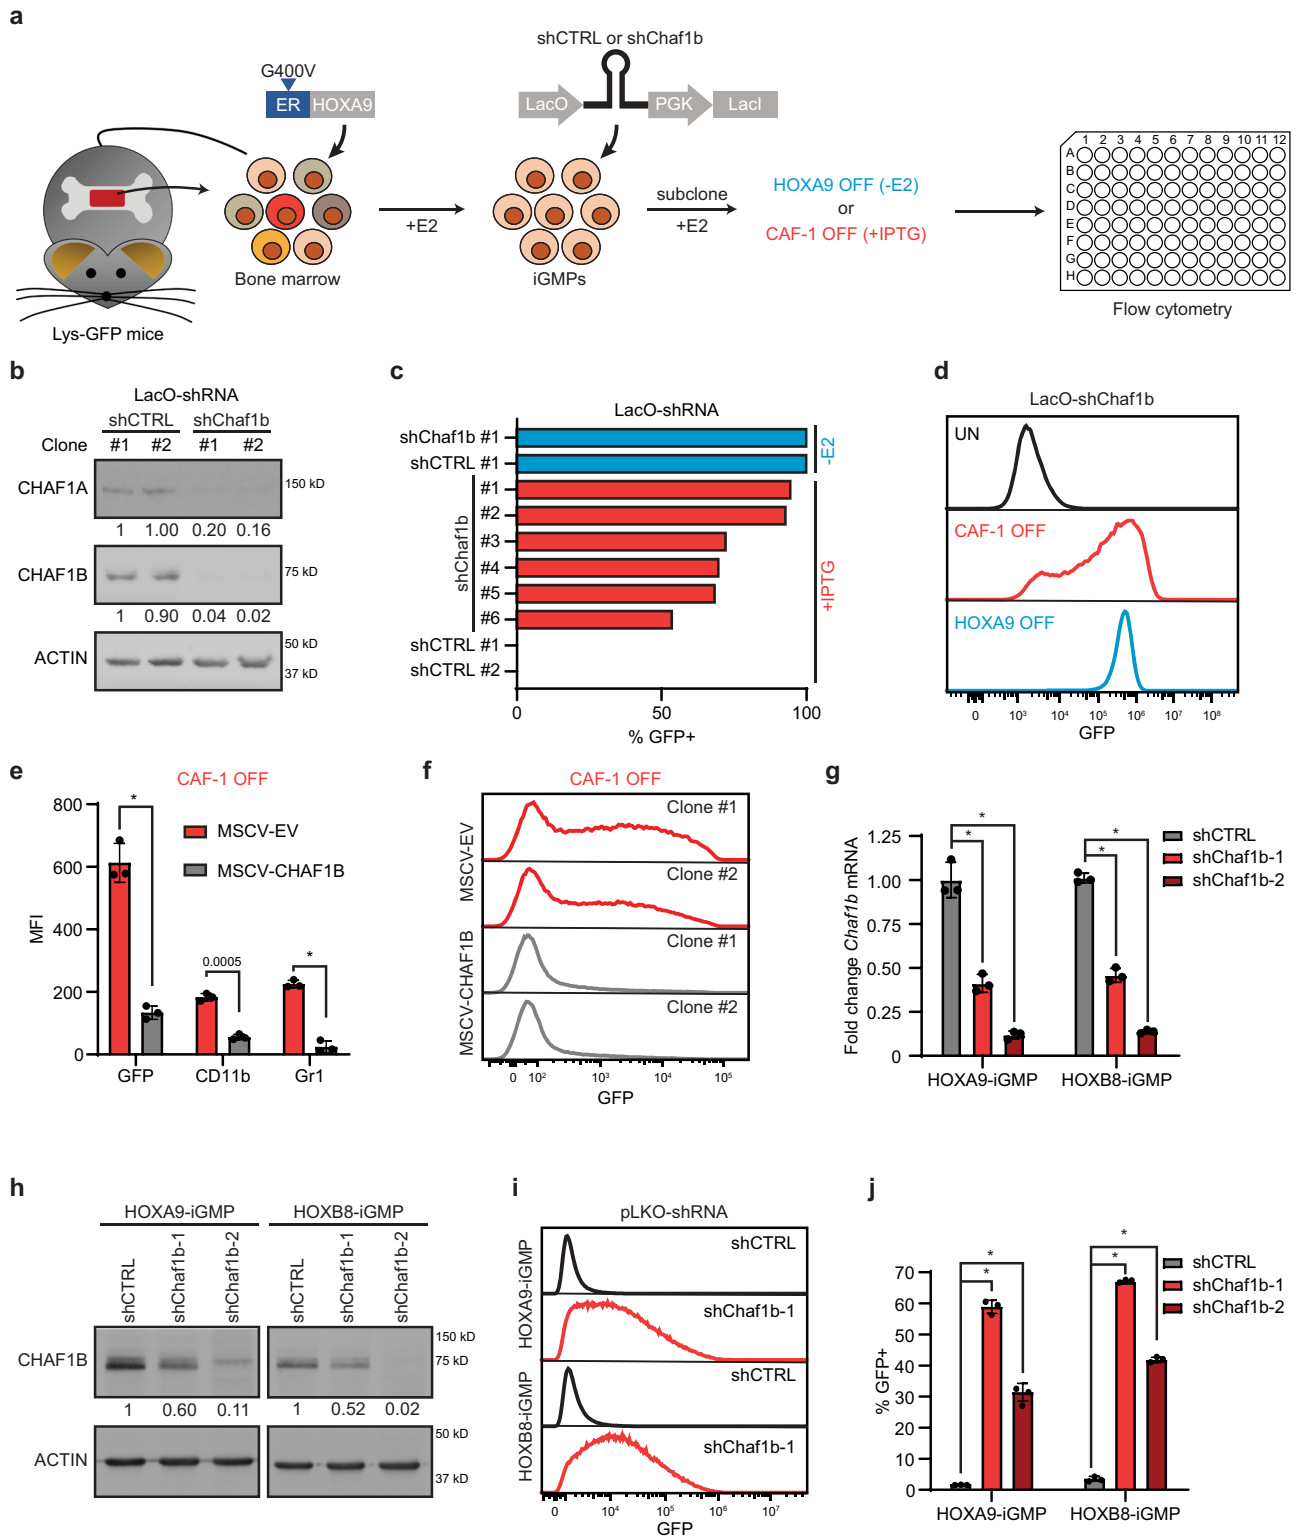 a
shCTRL or shChaf1b
G400V
ER HOXA9
LacO PGK LacI
1 2 3 4 5 6 7 8 9 10 11 12
A
B
C
D
E
F
G
H
+E2
subclone
+E2
HOXA9 OFF (-E2)
or
CAF-1 OFF (+IPTG)
Bone marrow
iGMPs
Flow cytometry
Lys-GFP mice
b
LacO-shRNA
shCTRL shChaf1b
Clone #1 #2 #1 #2
CHAF1A
150 kD
1 1.00 0.20 0.16
CHAF1B
75 kD
1 0.90 0.04 0.02
ACTIN
50 kD
37 kD
c
LacO-shRNA
shChaf1b #1
shCTRL #1
-E2
shChaf1b
#1
#2
#3
#4
#5
#6
shCTRL #1
shCTRL #2
+IPTG
0 50 100
% GFP+
d
LacO-shChaf1b
UN
CAF-1 OFF
HOXA9 OFF
0 10³ 10⁴ 10⁵ 10⁶ 10⁷ 10⁸
GFP
e
CAF-1 OFF
MFI
800
600
400
200
0
*
0.0005
*
MSCV-EV
MSCV-CHAF1B
GFP CD11b Gr1
f
CAF-1 OFF
MSCV-EV
Clone #1
Clone #2
MSCV-CHAF1B
Clone #1
Clone #2
0 10² 10³ 10⁴ 10⁵
GFP
g
Fold change Chaf1b mRNA
1.25
1.00
0.75
0.50
0.25
0
*
*
*
*
shCTRL
shChaf1b-1
shChaf1b-2
HOXA9-iGMP HOXB8-iGMP
h
HOXA9-iGMP HOXB8-iGMP
shCTRL shChaf1b-1 shChaf1b-2 shCTRL shChaf1b-1 shChaf1b-2
CHAF1B
150 kD
75 kD
1 0.60 0.11 1 0.52 0.02
ACTIN
50 kD
37 kD
i
pLKO-shRNA
HOXA9-iGMP
shCTRL
shChaf1b-1
HOXB8-iGMP
shCTRL
shChaf1b-1
0 10⁴ 10⁵ 10⁶ 10⁷
GFP
j
% GFP+
70
60
50
40
30
20
10
0
*
*
*
*
shCTRL
shChaf1b-1
shChaf1b-2
HOXA9-iGMP HOXB8-iGMP